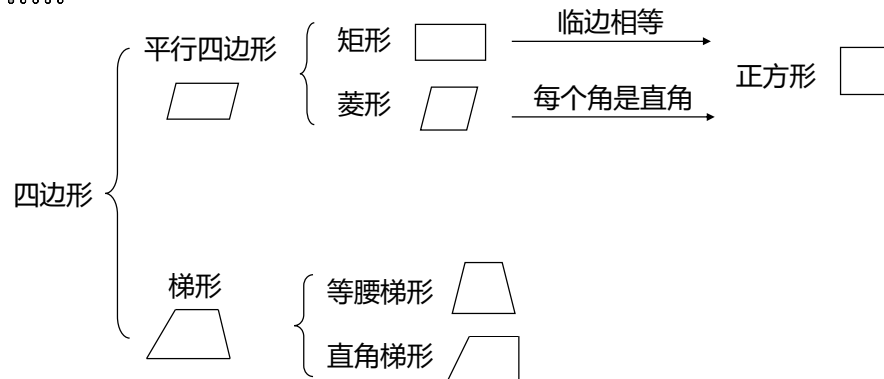 平行四边形
矩形
临边相等
菱形
每个角是直角
正方形
四边形
梯形
等腰梯形
直角梯形